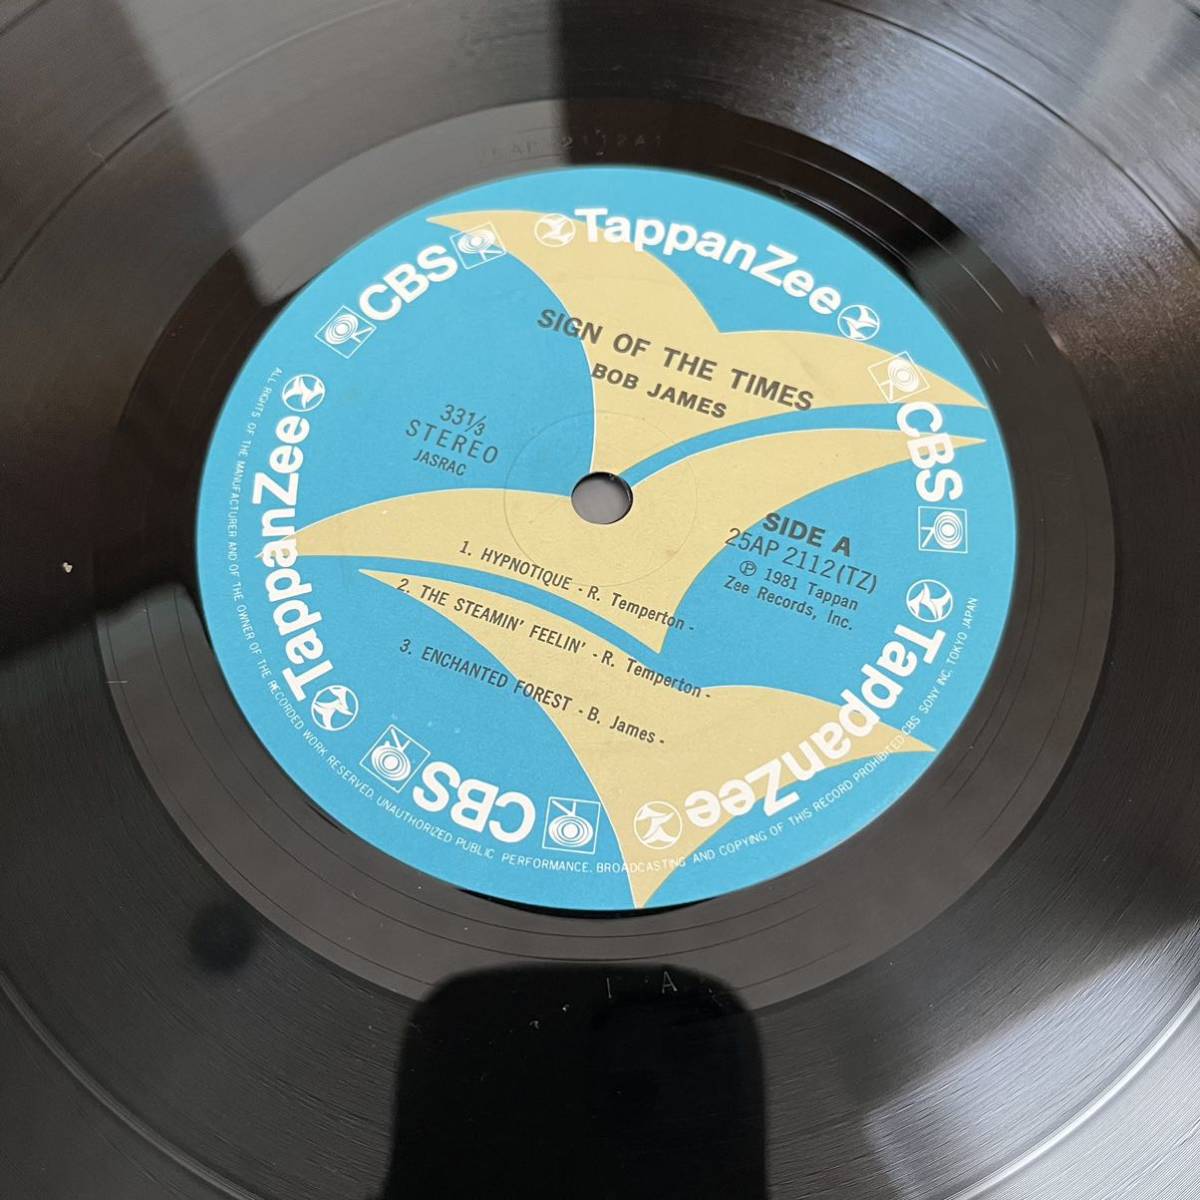 TappanZee
CBS
CBS
SIGN OF THE TIMES
BOB JAMES
33 1/3
STEREO
JASRAC
SIDE A
25AP 2112(TZ)
Ⓟ 1981 Tappan
Zee Records, Inc.
1. HYPNOTIQUE - R. Temperton -
2. THE STEAMIN' FEELIN' - R. Temperton -
3. ENCHANTED FOREST - B. James -
TappanZee
TappanZee
CBS
ALL RIGHTS OF THE MANUFACTURER AND OF THE OWNER OF THE RECORDED WORK RESERVED. UNAUTHORIZED PUBLIC PERFORMANCE. BROADCASTING AND COPYING OF THIS RECORD PROHIBITED CBS SONY INC. TOKYO JAPAN
1 A